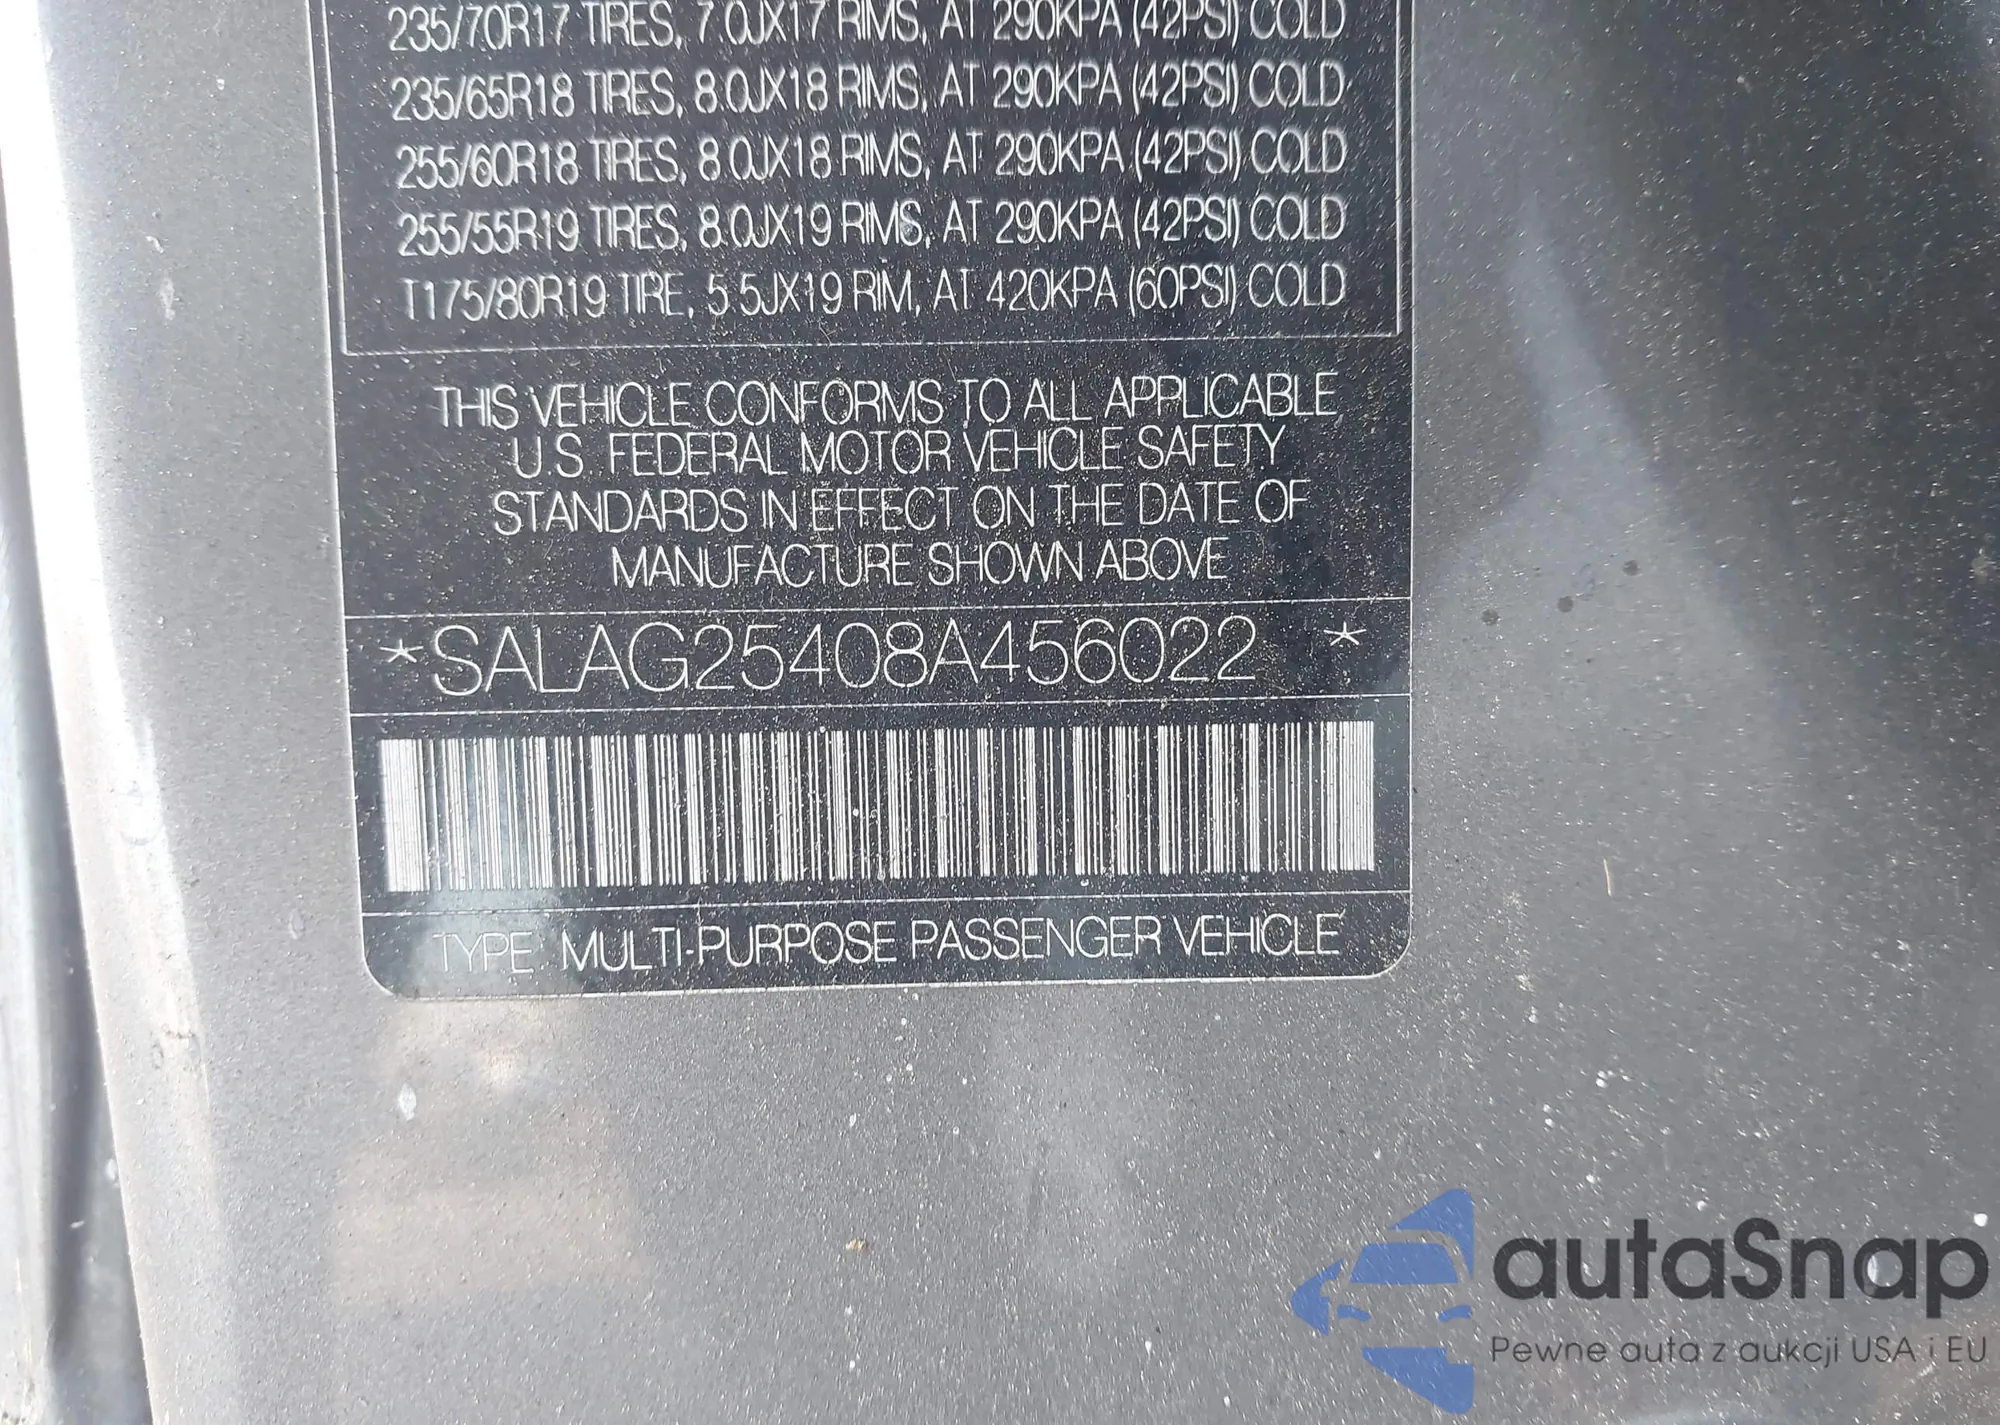 235/70R17 TIRES, 7.0JX17 RIMS, AT 290KPA (42PSI) COLD
235/65R18 TIRES, 8.0JX18 RIMS, AT 290KPA (42PSI) COLD
255/60R18 TIRES, 8.0JX18 RIMS, AT 290KPA (42PSI) COLD
255/55R19 TIRES, 8.0JX19 RIMS, AT 290KPA (42PSI) COLD
T175/80R19 TIRE, 5.5JX19 RIM, AT 420KPA (60PSI) COLD
THIS VEHICLE CONFORMS TO ALL APPLICABLE
U.S. FEDERAL MOTOR VEHICLE SAFETY
STANDARDS IN EFFECT ON THE DATE OF
MANUFACTURE SHOWN ABOVE
*SALAG25408A456022*
TYPE: MULTI-PURPOSE PASSENGER VEHICLE
autaSnap
Pewne auta z aukcji USA i EU